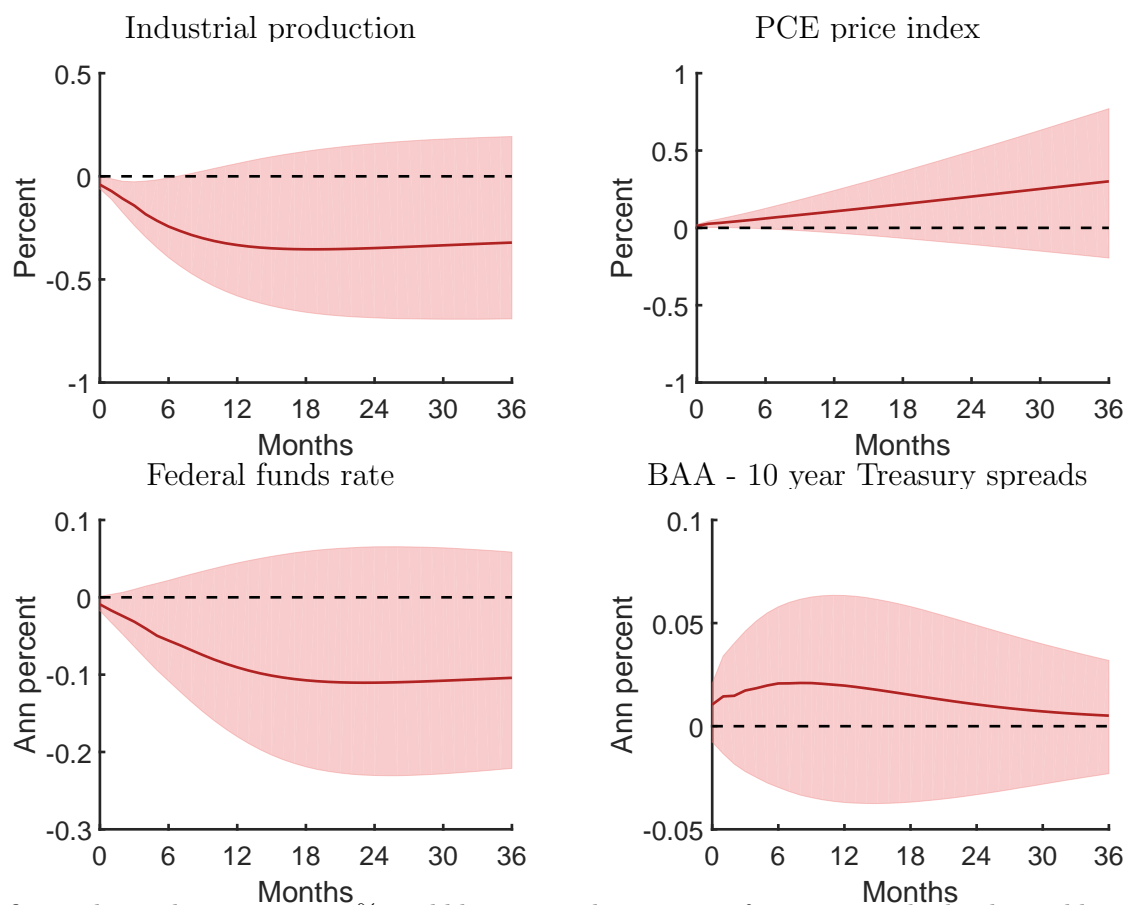 Industrial production
0.5
0
-0.5
-1
Percent
0 6 12 18 24 30 36
Months
PCE price index
1
0.5
0
-0.5
-1
Percent
0 6 12 18 24 30 36
Months
Federal funds rate
0.1
0
-0.1
-0.2
-0.3
Ann percent
0 6 12 18 24 30 36
Months
BAA - 10 year Treasury spreads
0.1
0.05
0
-0.05
Ann percent
0 6 12 18 24 30 36
Months
%